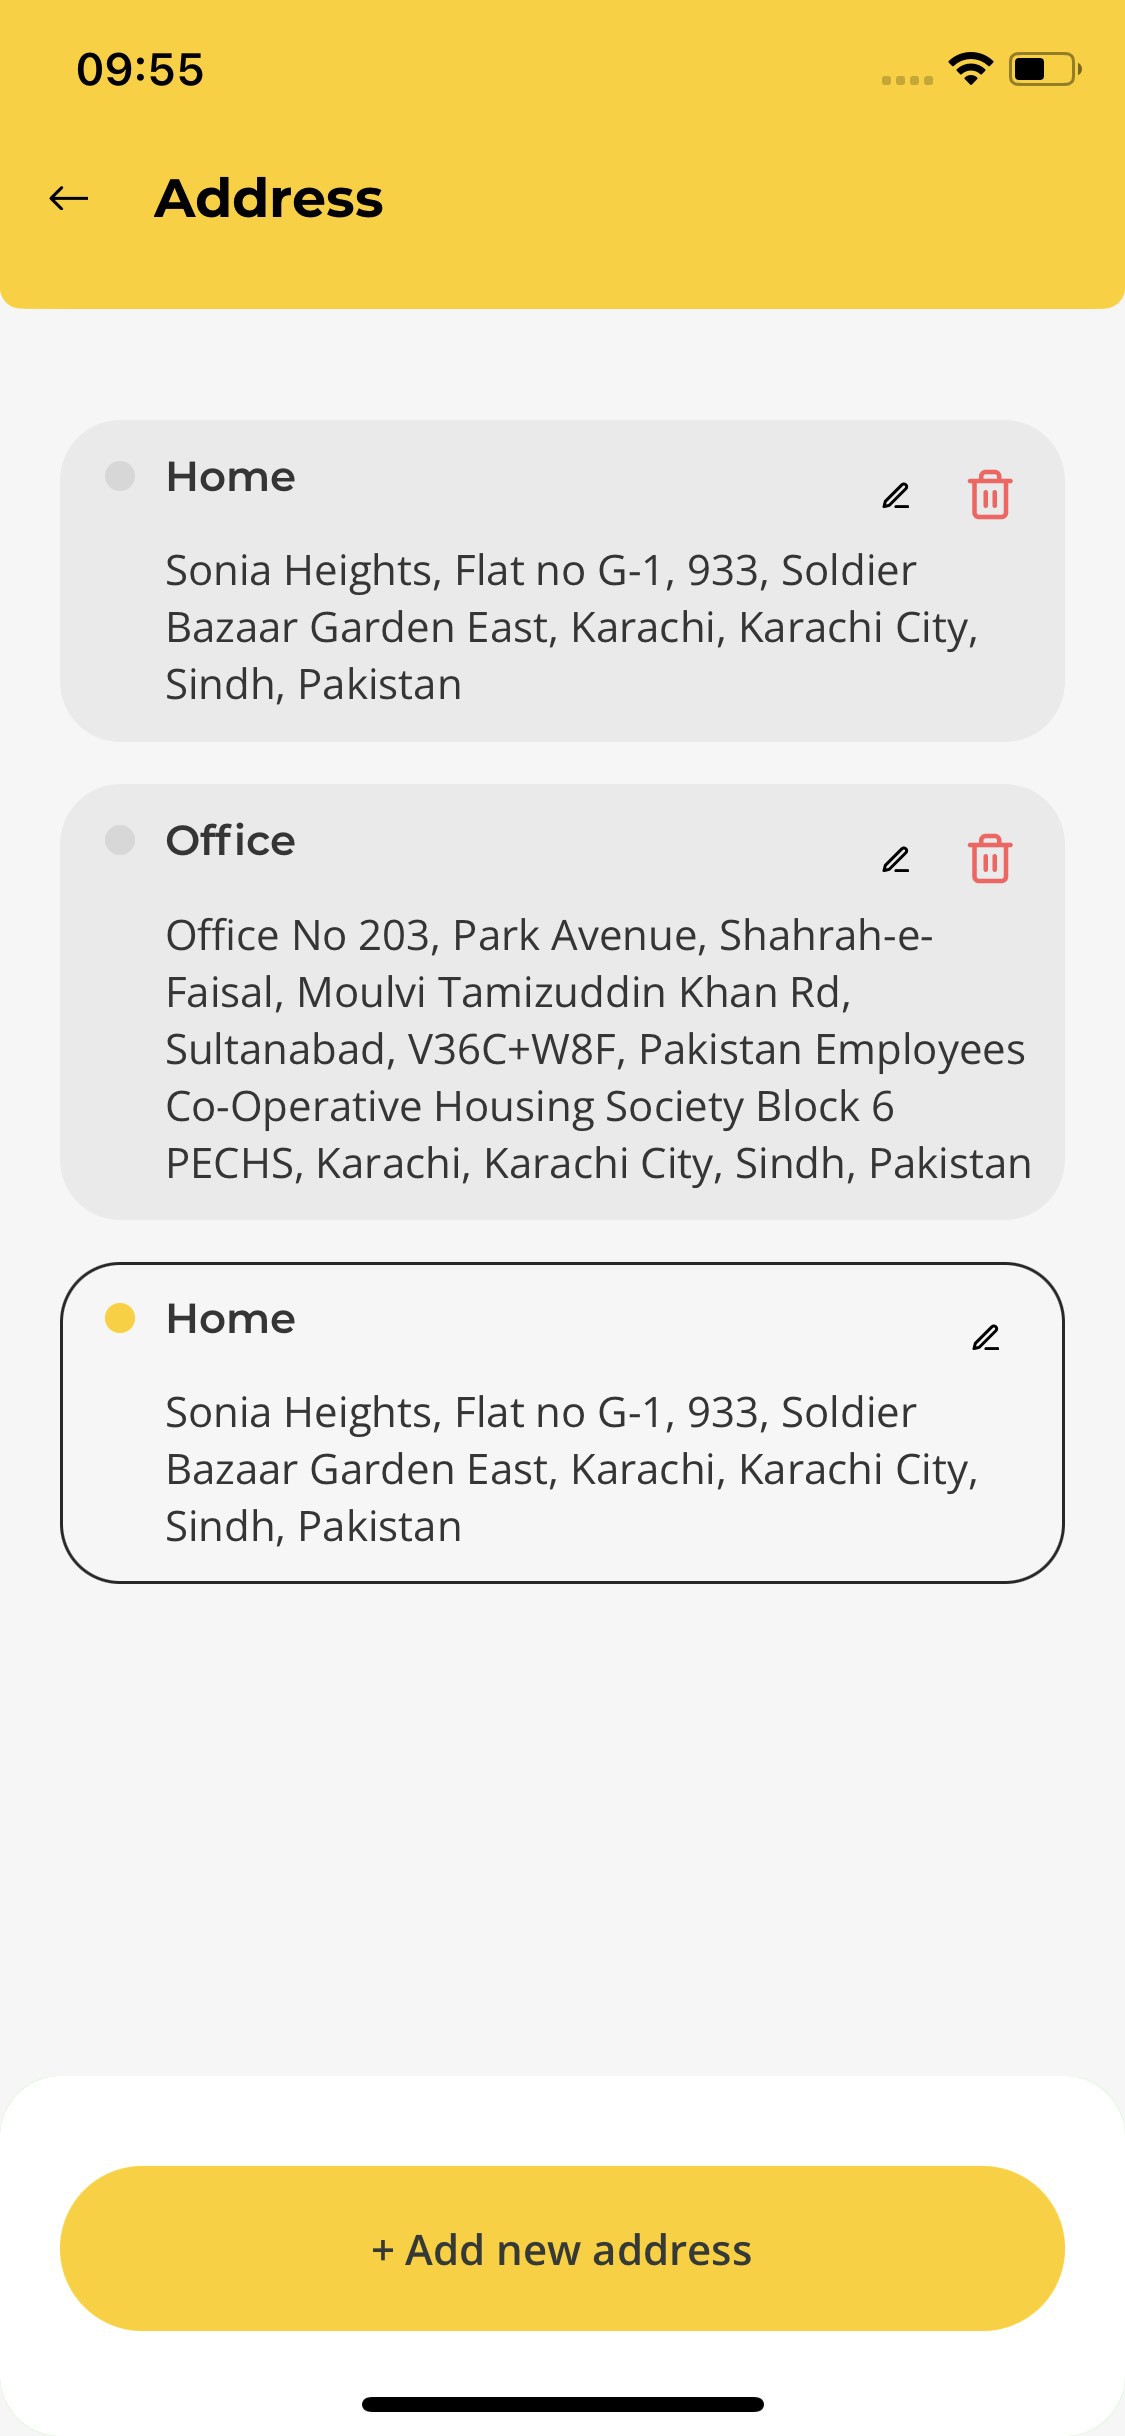 09:55
Address
Home
Sonia Heights, Flat no G-1, 933, Soldier
Bazaar Garden East, Karachi, Karachi City,
Sindh, Pakistan
Office
Office No 203, Park Avenue, Shahrah-e-
Faisal, Moulvi Tamizuddin Khan Rd,
Sultanabad, V36C+W8F, Pakistan Employees
Co-Operative Housing Society Block 6
PECHS, Karachi, Karachi City, Sindh, Pakistan
Home
Sonia Heights, Flat no G-1, 933, Soldier
Bazaar Garden East, Karachi, Karachi City,
Sindh, Pakistan
+ Add new address